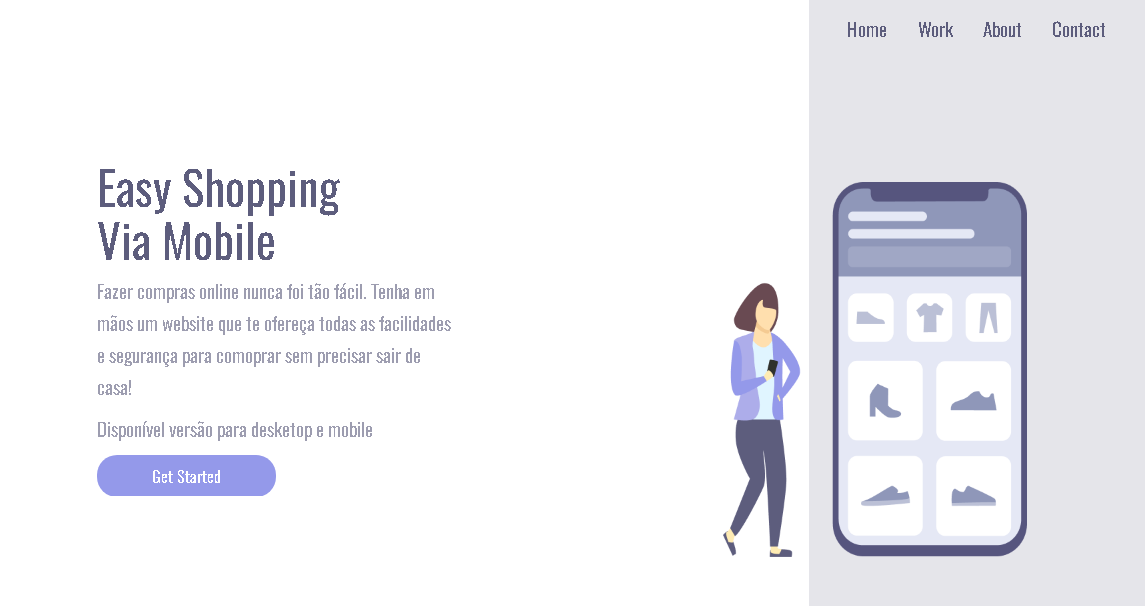 Home Work About Contact
Easy Shopping
Via Mobile
Fazer compras online nunca foi tão fácil. Tenha em
mãos um website que te ofereça todas as facilidades
e segurança para comoprar sem precisar sair de
casa!
Disponível versão para desketop e mobile
Get Started